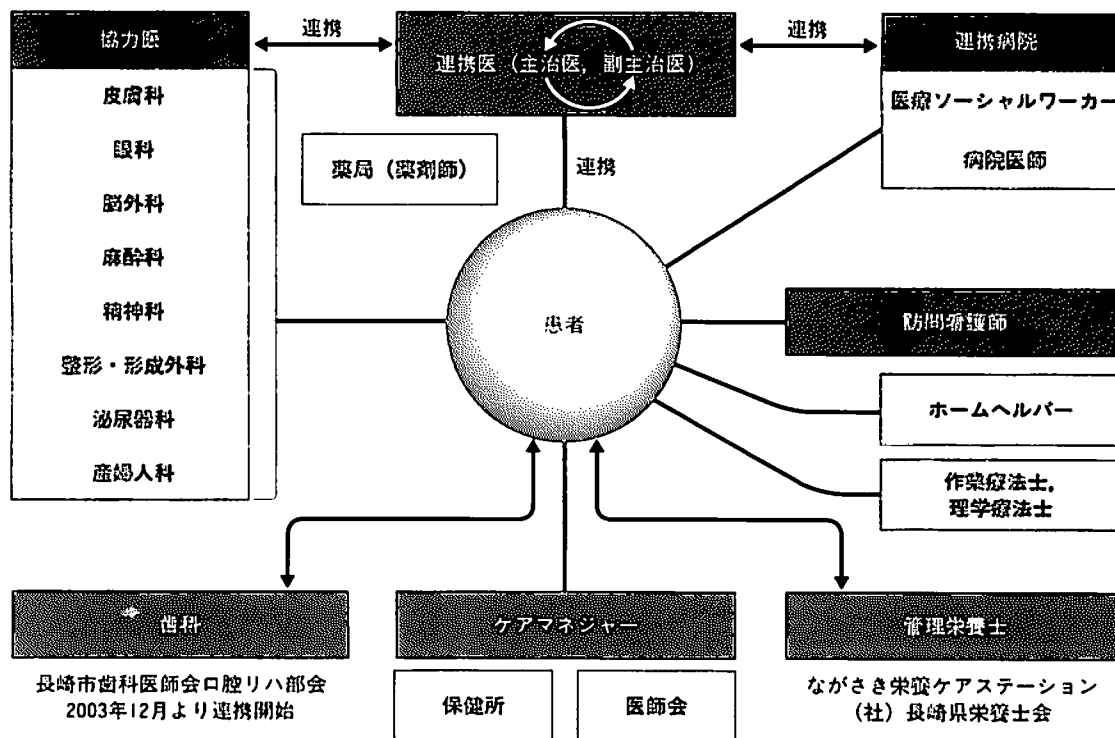 協力医
連携
連携医（主治医，副主治医）
連携
連携病院
皮膚科
眼科
脳外科
麻酔科
精神科
整形・形成外科
泌尿器科
産婦人科
薬局（薬剤師）
連携
医療ソーシャルワーカー
病院医師
患者
訪問看護師
ホームヘルパー
作業療法士，
理学療法士
歯科
長崎市歯科医師会口腔リハ部会
2003年12月より連携開始
ケアマネジャー
保健所
医師会
管理栄養士
ながさき栄養ケアステーション
（社）長崎県栄養士会